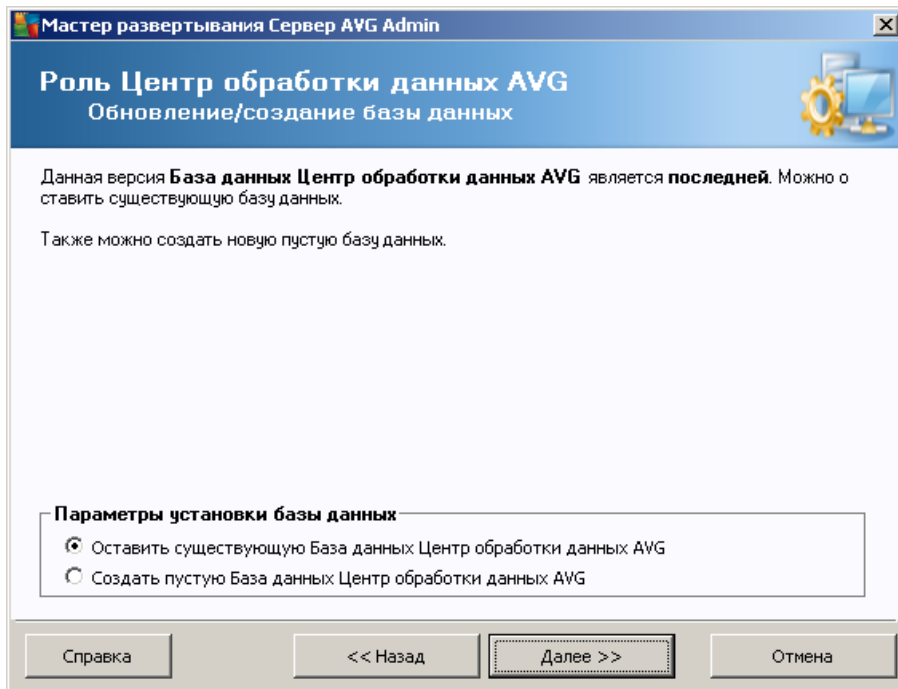 Мастер развертывания Сервер AVG Admin
Роль Центр обработки данных AVG
Обновление/создание базы данных
Данная версия База данных Центр обработки данных AVG является последней. Можно о
ставить существующую базу данных.
Также можно создать новую пустую базу данных.
Параметры установки базы данных
Оставить существующую База данных Центр обработки данных AVG
Создать пустую База данных Центр обработки данных AVG
Справка
<< Назад
Далее >>
Отмена